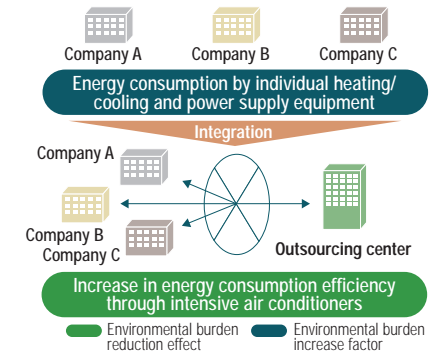 Company A
Company B
Company C
Energy consumption by individual heating/
cooling and power supply equipment
Integration
Company A
Company B
Company C
Outsourcing center
Increase in energy consumption efficiency
through intensive air conditioners
Environmental burden
reduction effect
Environmental burden
increase factor